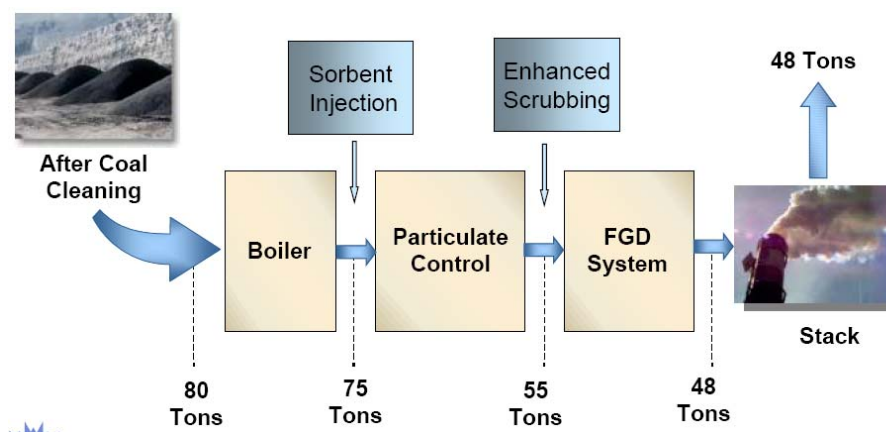 Sorbent
Injection
Enhanced
Scrubbing
48 Tons
After Coal
Cleaning
Boiler
Particulate
Control
FGD
System
Stack
80
Tons
75
Tons
55
Tons
48
Tons